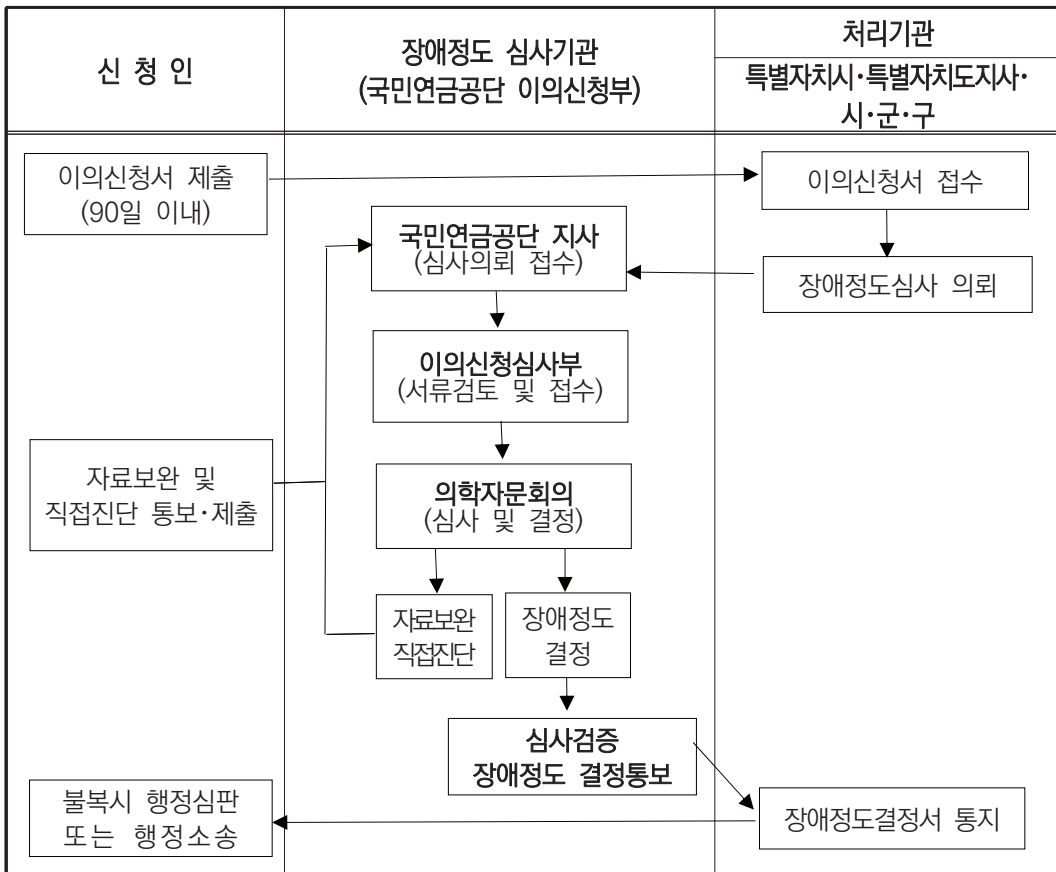 신 청 인
장애정도 심사기관
(국민연금공단 이의신청부)
처리기관
특별자치시·특별자치도지사·
시·군·구
이의신청서 제출
(90일 이내)
이의신청서 접수
국민연금공단 지사
(심사의뢰 접수)
장애정도심사 의뢰
이의신청심사부
(서류검토 및 접수)
자료보완 및
직접진단 통보·제출
의학자문회의
(심사 및 결정)
자료보완
직접진단
장애정도
결정
심사검증
장애정도 결정통보
불복시 행정심판
또는 행정소송
장애정도결정서 통지